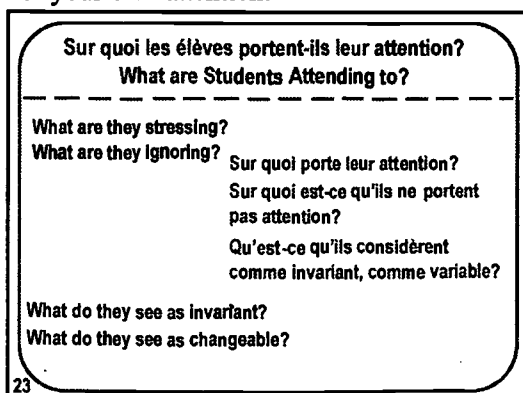 Sur quoi les élèves portent-ils leur attention?
What are Students Attending to?
What are they stressing?
What are they ignoring?
Sur quoi porte leur attention?
Sur quoi est-ce qu'ils ne portent
pas attention?
Qu'est-ce qu'ils considèrent
comme invariant, comme variable?
What do they see as invariant?
What do they see as changeable?
23